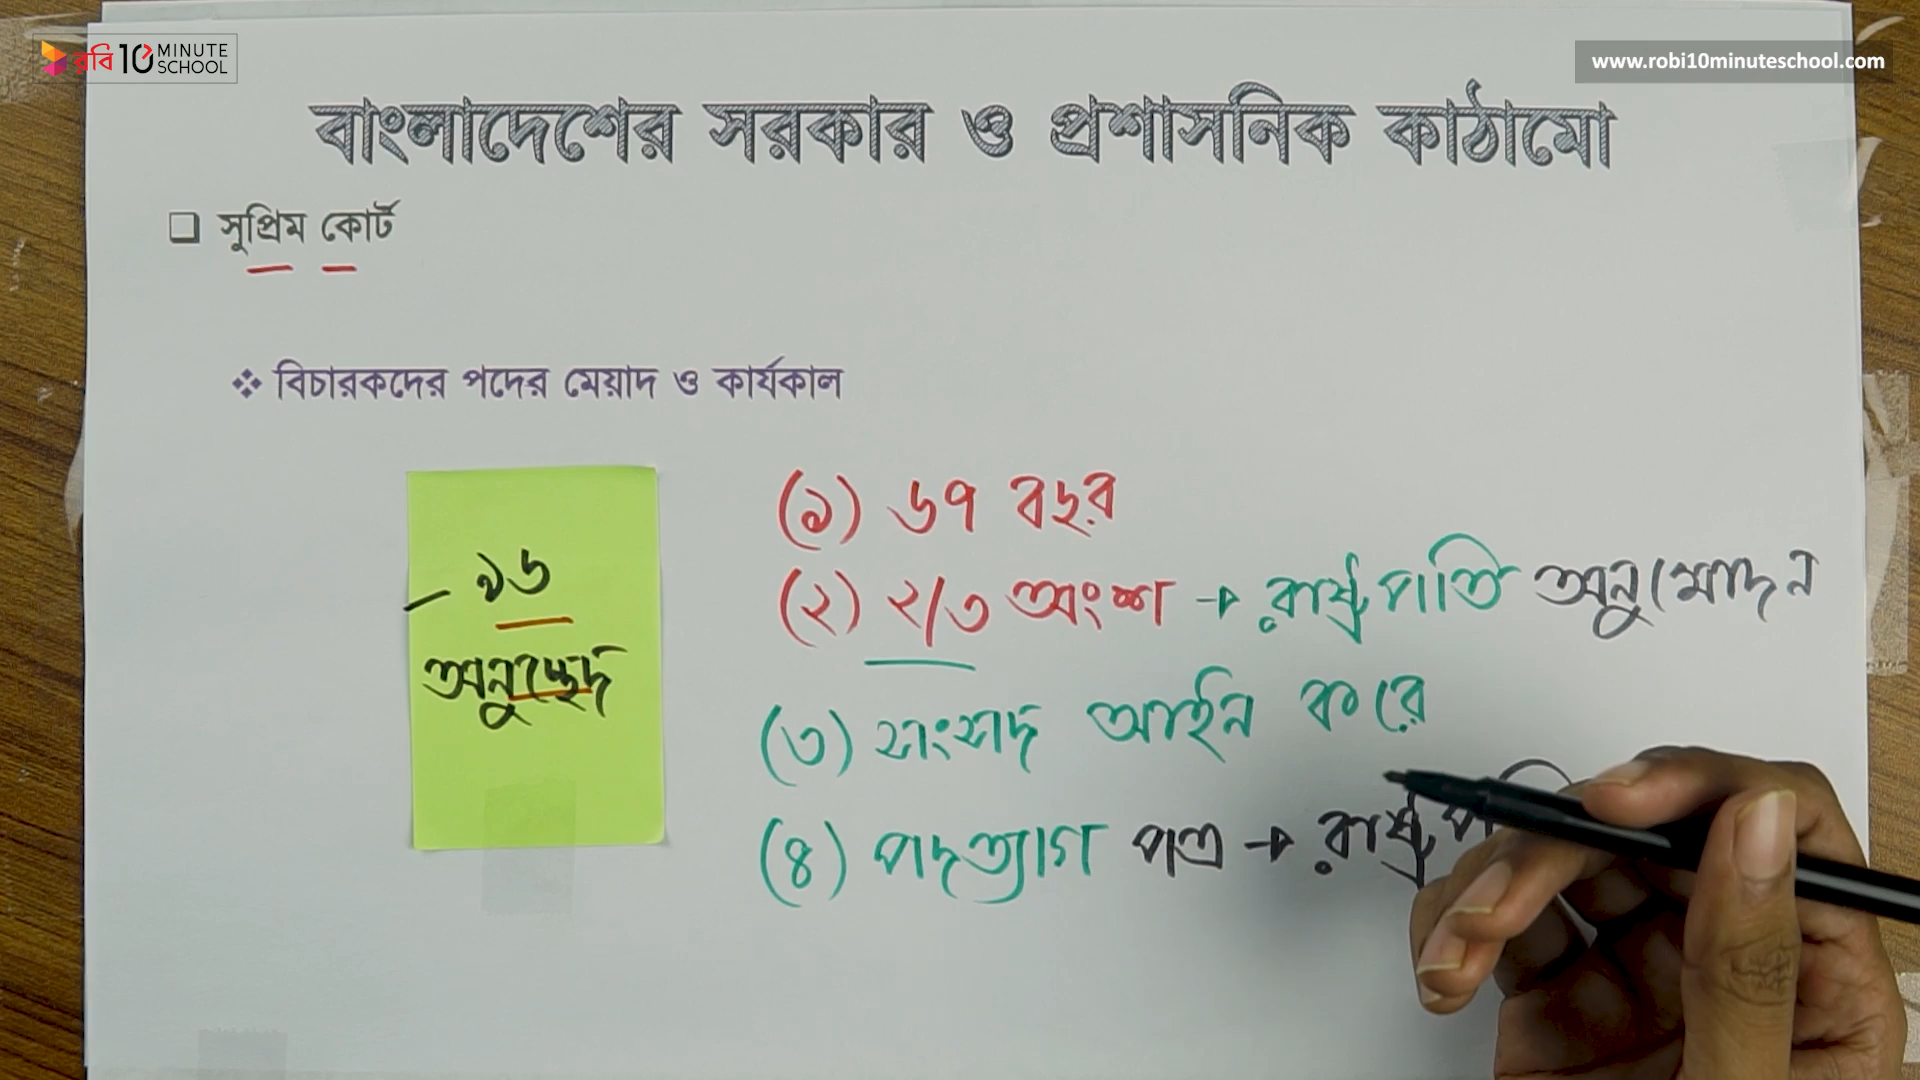 রবি 10 MINUTE SCHOOL
www.robi10minuteschool.com
বাংলাদেশের সরকার ও প্রশাসনিক কাঠামো
সুপ্রিম কোর্ট
বিচারকদের পদের মেয়াদ ও কার্যকাল
– ৯৬
অনুচ্ছেদ
(১) ৬৭ বছর
(২) ২/৩ অংশ → রাষ্ট্রপতি অনুমোদন
(৩) সংসদ আইন করে
(৪) পদত্যাগ পত্র →